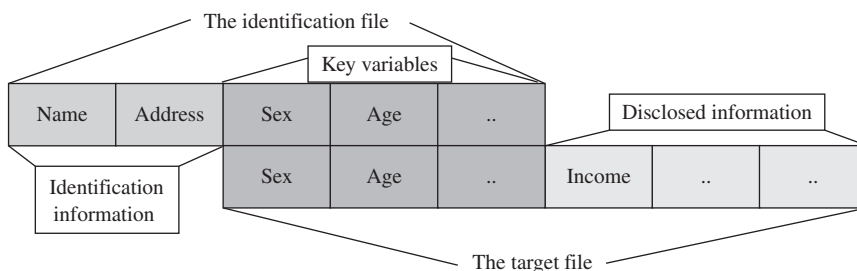 The identification file
Key variables
Name Address Sex Age ..
Disclosed information
Sex Age .. Income .. ..
Identification
information
The target file